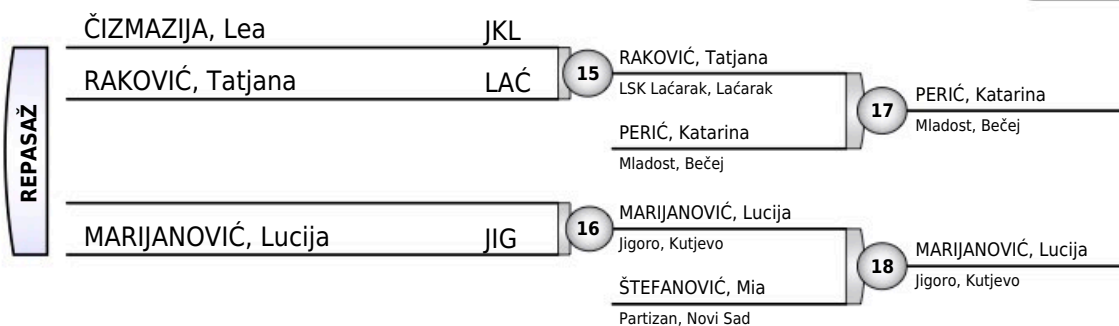 REPASAŽ
ČIZMAZIJA, Lea JKL
RAKOVIĆ, Tatjana LAĆ
15
RAKOVIĆ, Tatjana
LSK Laćarak, Laćarak
PERIĆ, Katarina
Mladost, Bečej
17
PERIĆ, Katarina
Mladost, Bečej
MARIJANOVIĆ, Lucija JIG
16
MARIJANOVIĆ, Lucija
Jigoro, Kutjevo
ŠTEFANOVIĆ, Mia
Partizan, Novi Sad
18
MARIJANOVIĆ, Lucija
Jigoro, Kutjevo